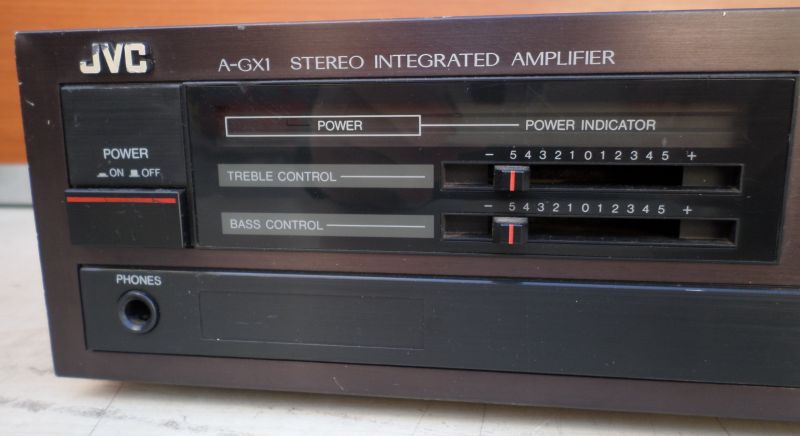 JVC
A-GX1 STEREO INTEGRATED AMPLIFIER
POWER
ON OFF
POWER POWER INDICATOR
- 5 4 3 2 1 0 1 2 3 4 5 +
TREBLE CONTROL
- 5 4 3 2 1 0 1 2 3 4 5 +
BASS CONTROL
PHONES